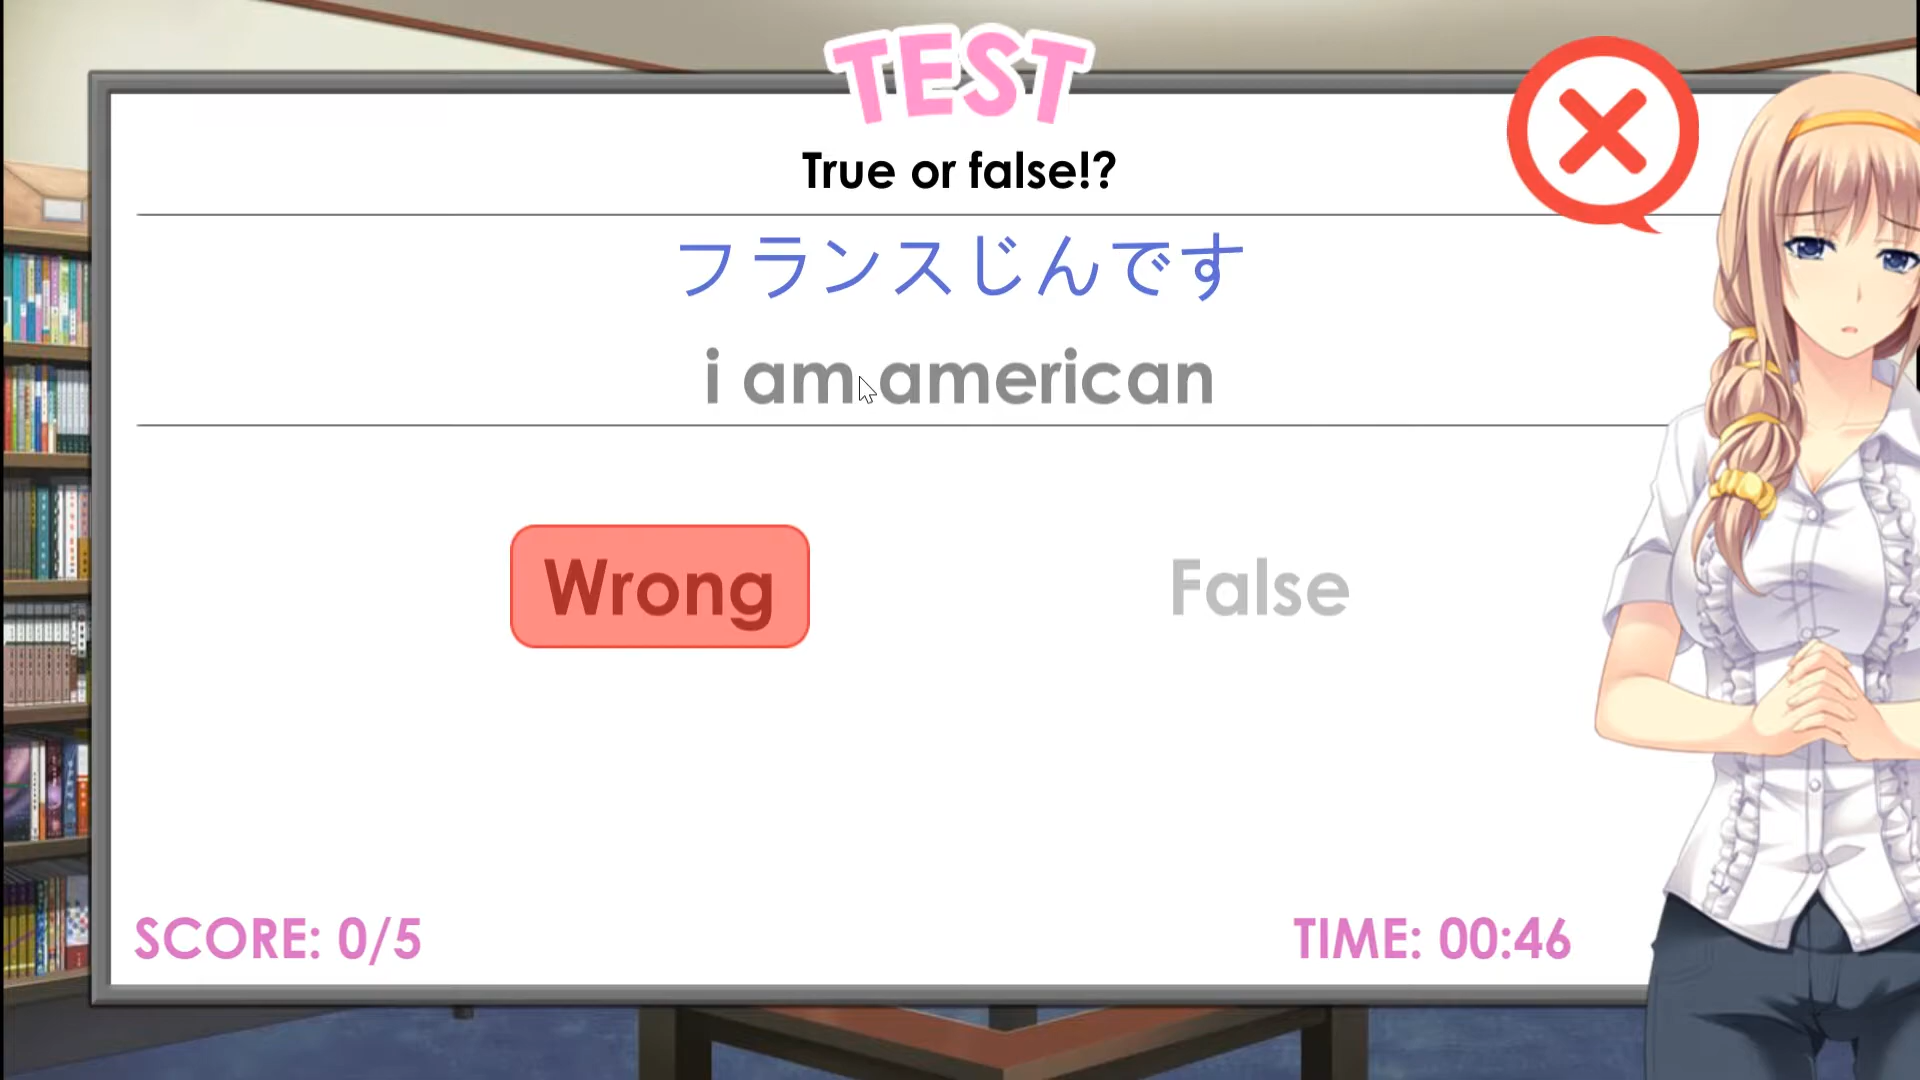 TEST
True or false!?
フランスじんです
i am american
Wrong
False
SCORE: 0/5
TIME: 00:46